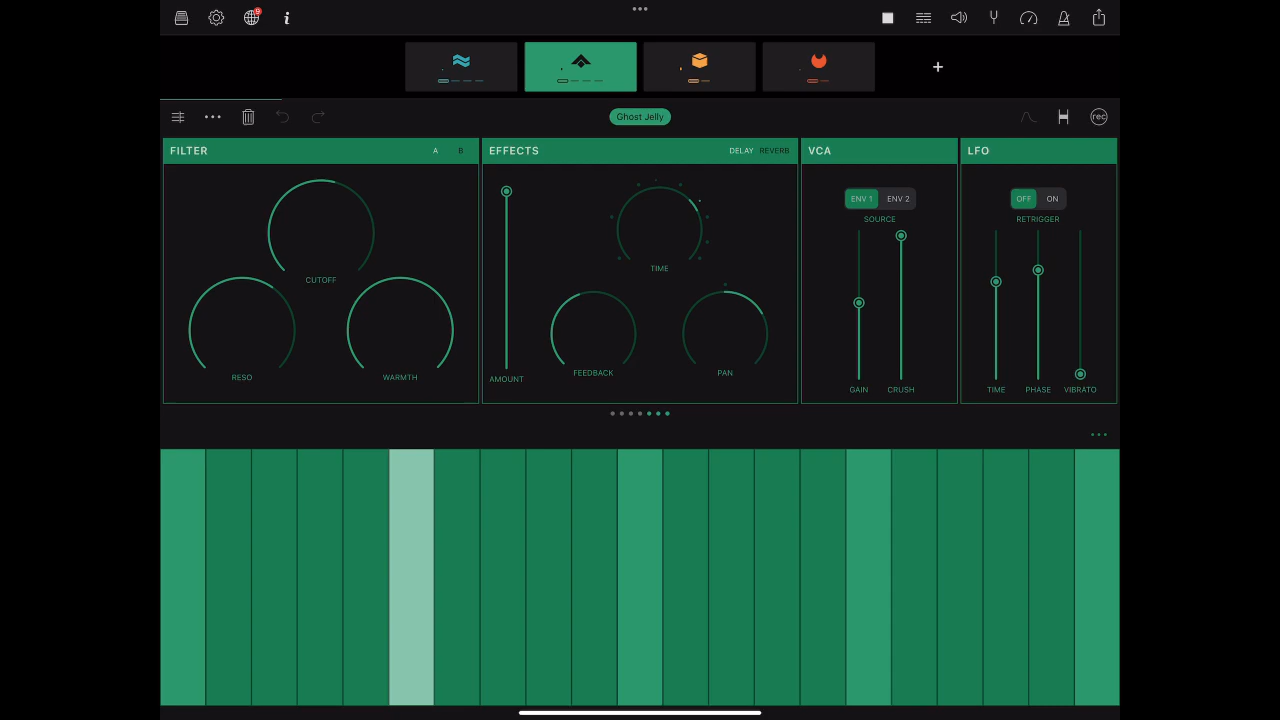 9
Ghost Jelly
rec
FILTER A B
EFFECTS DELAY REVERB
VCA
LFO
CUTOFF
RESO
WARMTH
AMOUNT
TIME
FEEDBACK
PAN
ENV 1 ENV 2
SOURCE
GAIN CRUSH
OFF ON
RETRIGGER
TIME PHASE VIBRATO